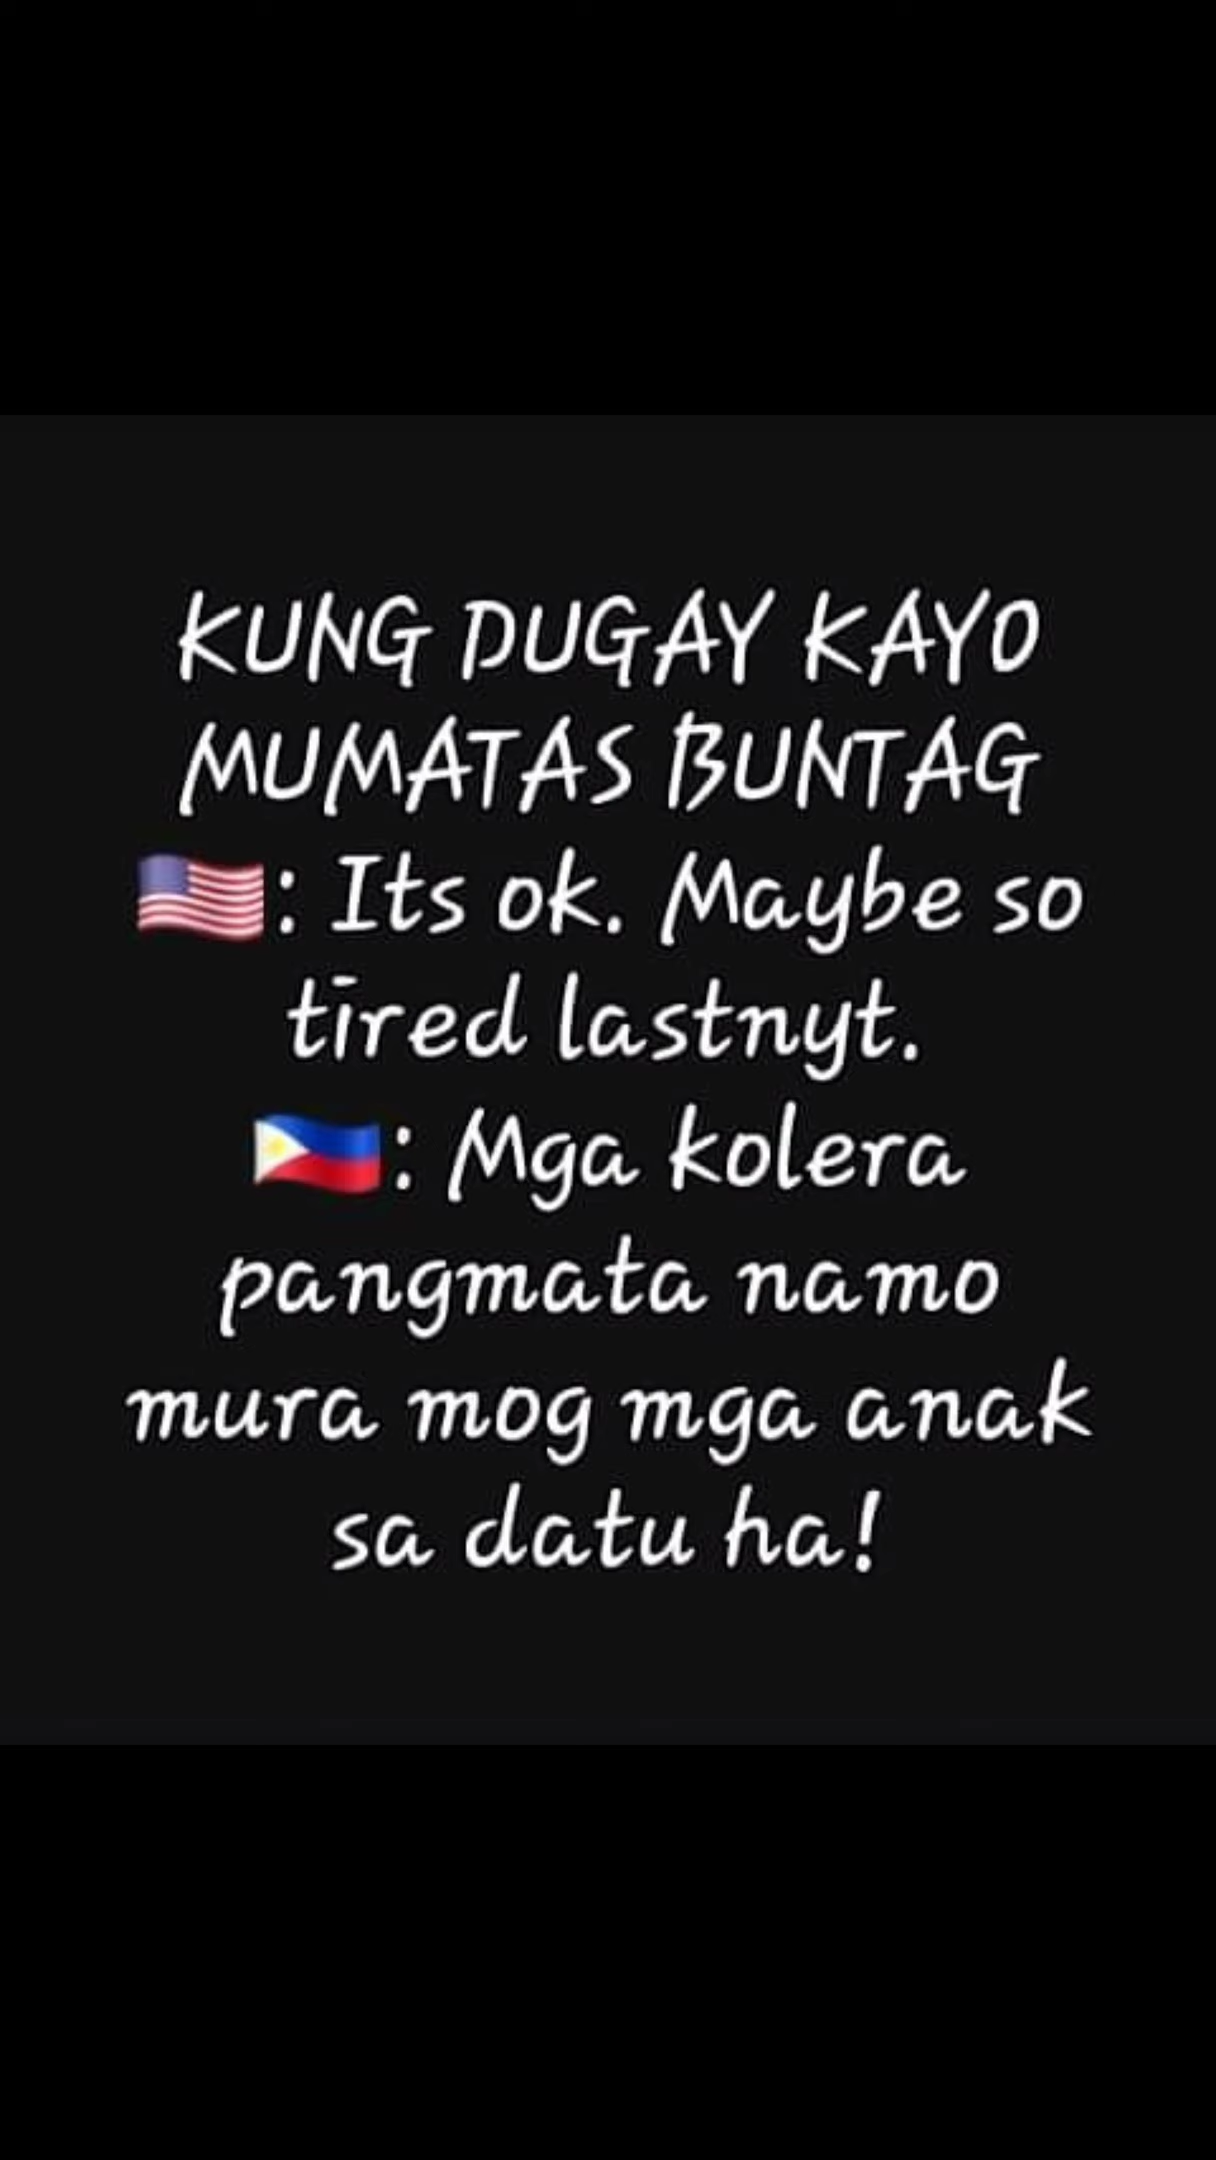 KUNG DUGAY KAYO
MUMATAS BUNTAG
🇺🇸: Its ok. Maybe so
tired lastnyt.
🇵🇭: Mga kolera
pangmata namo
mura mog mga anak
sa datu ha!